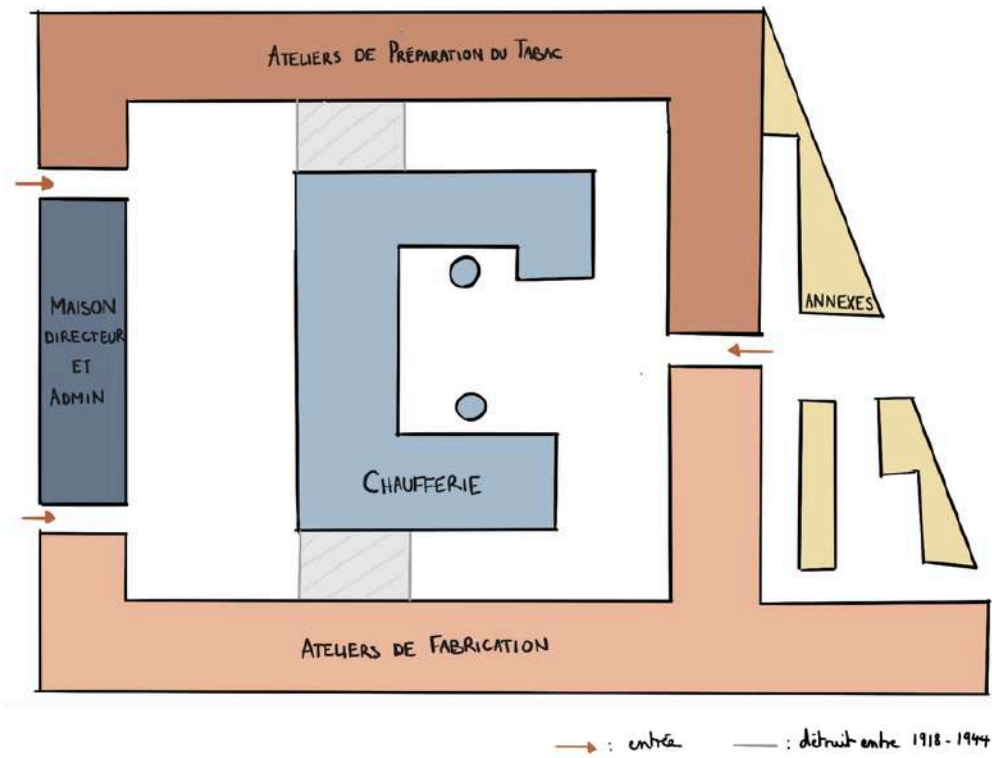 ATELIERS DE PRÉPARATION DU TABAC
MAISON
DIRECTEUR
ET
ADMIN
ANNEXES
CHAUFFERIE
ATELIERS DE FABRICATION
: entrée
: détruit entre 1918-1944